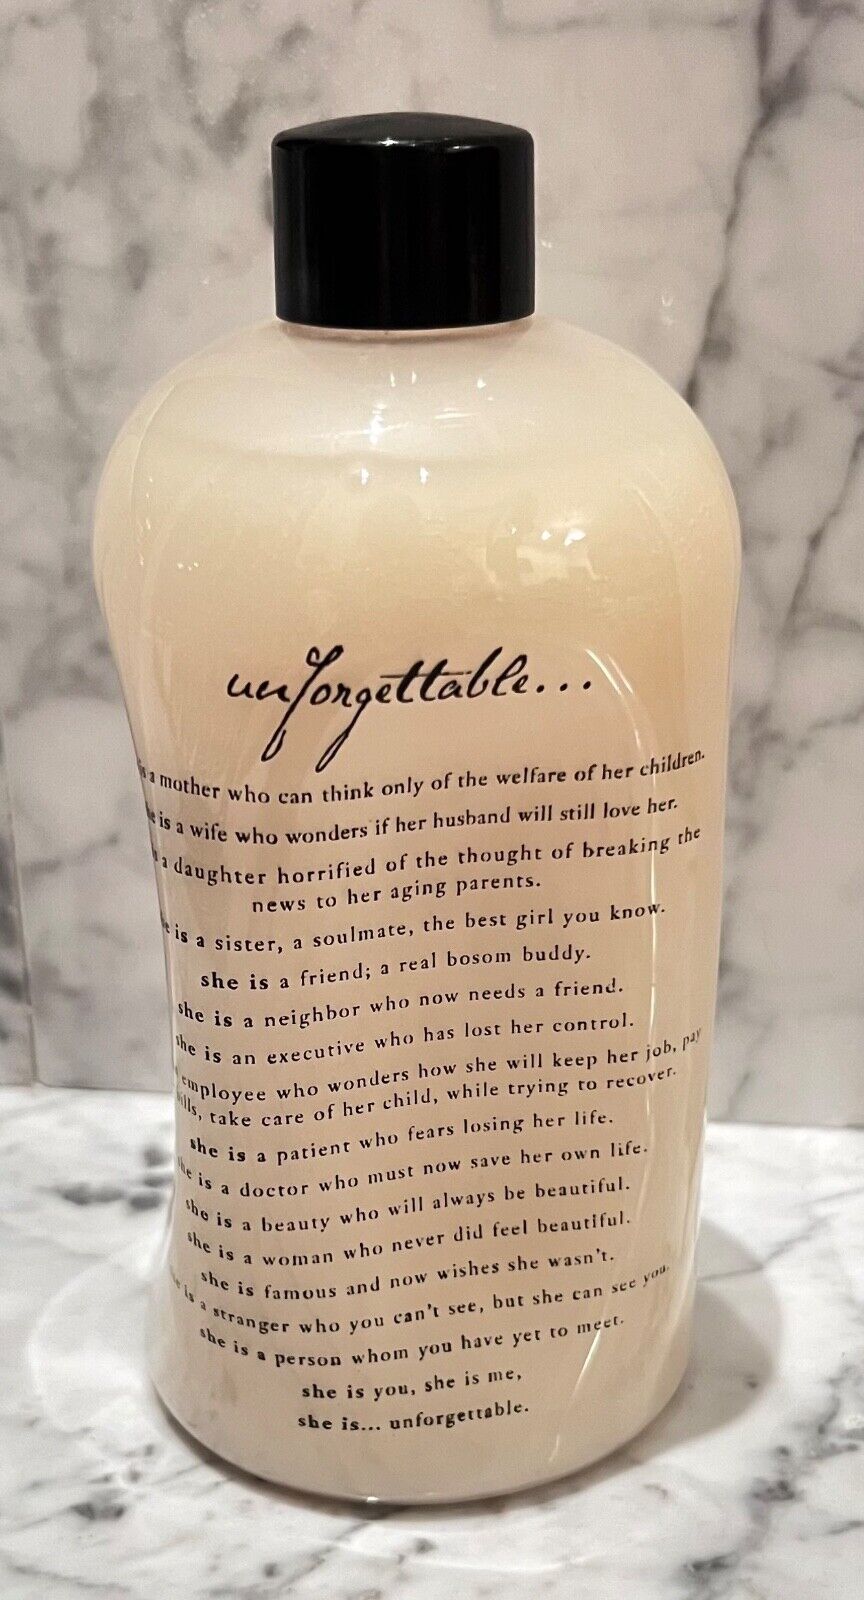 unforgettable...
is a mother who can think only of the welfare of her children.
is a wife who wonders if her husband will still love her.
a daughter horrified of the thought of breaking the
news to her aging parents.
is a sister, a soulmate, the best girl you know.
she is a friend; a real bosom buddy.
she is a neighbor who now needs a friend.
she is an executive who has lost her control.
employee who wonders how she will keep her job, pay
bills, take care of her child, while trying to recover.
she is a patient who fears losing her life.
she is a doctor who must now save her own life.
she is a beauty who will always be beautiful.
she is a woman who never did feel beautiful.
she is famous and now wishes she wasn't.
she is a stranger who you can't see, but she can see you.
she is a person whom you have yet to meet.
she is you, she is me,
she is... unforgettable.